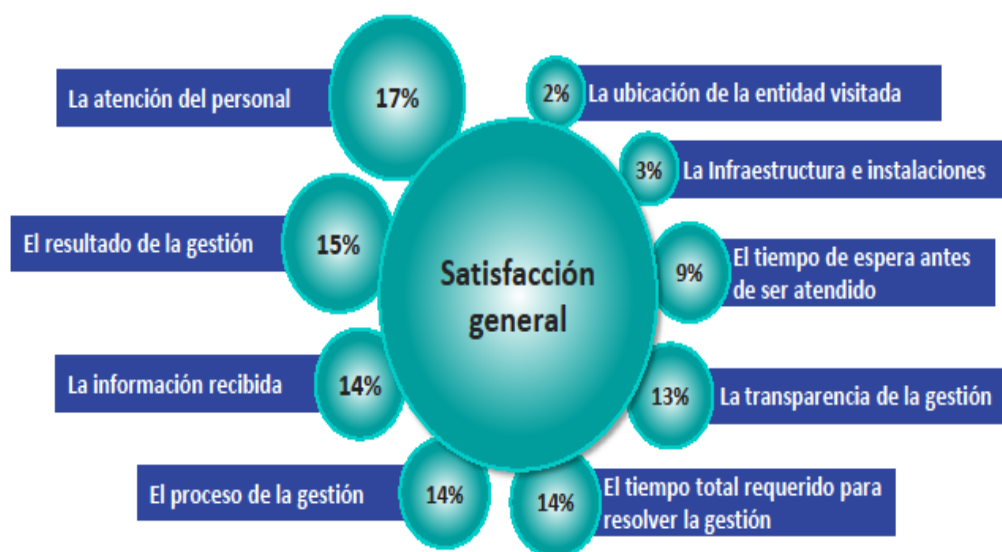 La atención del personal
17%
2%
La ubicación de la entidad visitada
3%
La Infraestructura e instalaciones
El resultado de la gestión
15%
Satisfacción
general
9%
El tiempo de espera antes
de ser atendido
La información recibida
14%
13%
La transparencia de la gestión
El proceso de la gestión
14%
14%
El tiempo total requerido para
resolver la gestión